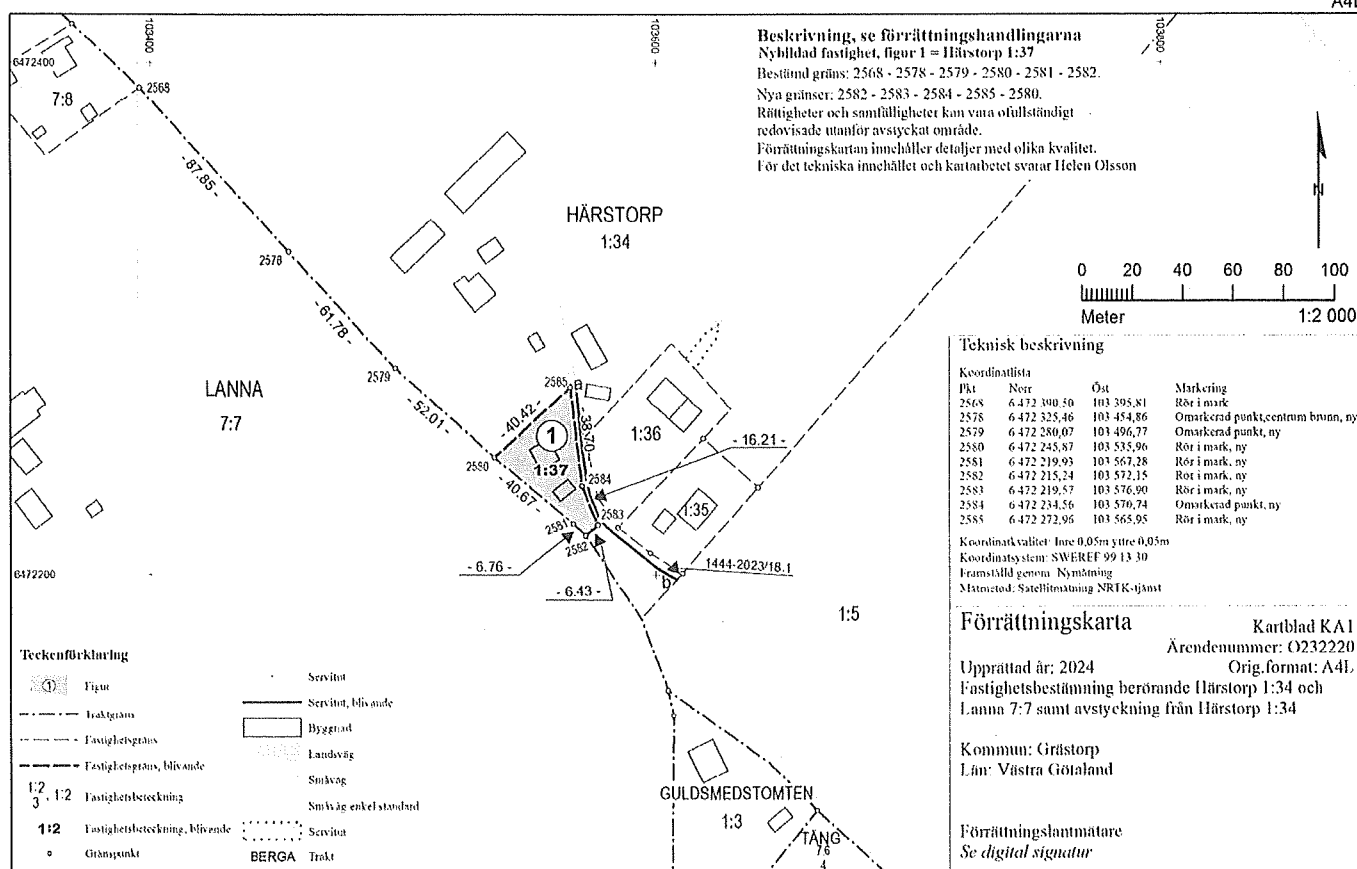 A4L
103400
+
103600
+
103800
+
Beskrivning, se förrättningshandlingarna
Nybildad fastighet, figur 1 = Härstorp 1:37
Bestämd gräns: 2568 - 2578 - 2579 - 2580 - 2581 - 2582.
Nya gränser: 2582 - 2583 - 2584 - 2585 - 2580.
Rättigheter och samfälligheter kan vara ofullständigt
redovisade utanför avstyckat område.
Förrättningskartan innehåller detaljer med olika kvalitet.
För det tekniska innehållet och kartarbetet svarar Helen Olsson
6472400
7:8
2568
- 87.85 -
HÄRSTORP
1:34
N
2578
- 61.78 -
0 20 40 60 80 100
Meter 1:2 000
2579
LANNA
7:7
- 52.01 -
2585
a
- 40.42 -
- 38.70 -
1
1:36
- 16.21 -
2580
1:37
2584
- 40.67 -
1:35
2583
2581
2582
6472200
+
- 6.76 -
- 6.43 -
+b
1444-2023/18.1
1:5
Teknisk beskrivning
Koordinatlista
Pkt Norr Öst Markering
2568 6 472 390,50 103 395,81 Rör i mark
2578 6 472 325,46 103 454,86 Omarkerad punkt,centrum brunn, ny
2579 6 472 280,07 103 496,77 Omarkerad punkt, ny
2580 6 472 245,87 103 535,96 Rör i mark, ny
2581 6 472 219,93 103 567,28 Rör i mark, ny
2582 6 472 215,24 103 572,15 Rör i mark, ny
2583 6 472 219,57 103 576,90 Rör i mark, ny
2584 6 472 234,56 103 570,74 Omarkerad punkt, ny
2585 6 472 272,96 103 565,95 Rör i mark, ny
Koordinatkvalitet: Inre 0,05m yttre 0,05m
Koordinatsystem: SWEREF 99 13 30
Framställd genom Nymätning
Mätmetod: Satellitmätning NRTK-tjänst
Förrättningskarta Kartblad KA1
Ärendenummer: O232220
Upprättad år: 2024 Orig.format: A4L
Fastighetsbestämning berörande Härstorp 1:34 och
Lanna 7:7 samt avstyckning från Härstorp 1:34
Kommun: Grästorp
Län: Västra Götaland
Förrättningslantmätare
Se digital signatur
Teckenförklaring
1 Figur
Traktgräns
Fastighetsgräns
Fastighetsgräns, blivande
1:2
3 , 1:2 Fastighetsbeteckning
1:2 Fastighetsbeteckning, blivende
Gränspunkt
Servitut
Servitut, blivande
Byggnad
Landsväg
Småväg
Småväg enkel standard
Servitut
BERGA Trakt
GULDSMEDSTOMTEN
1:3
TÄNG
7:6
4